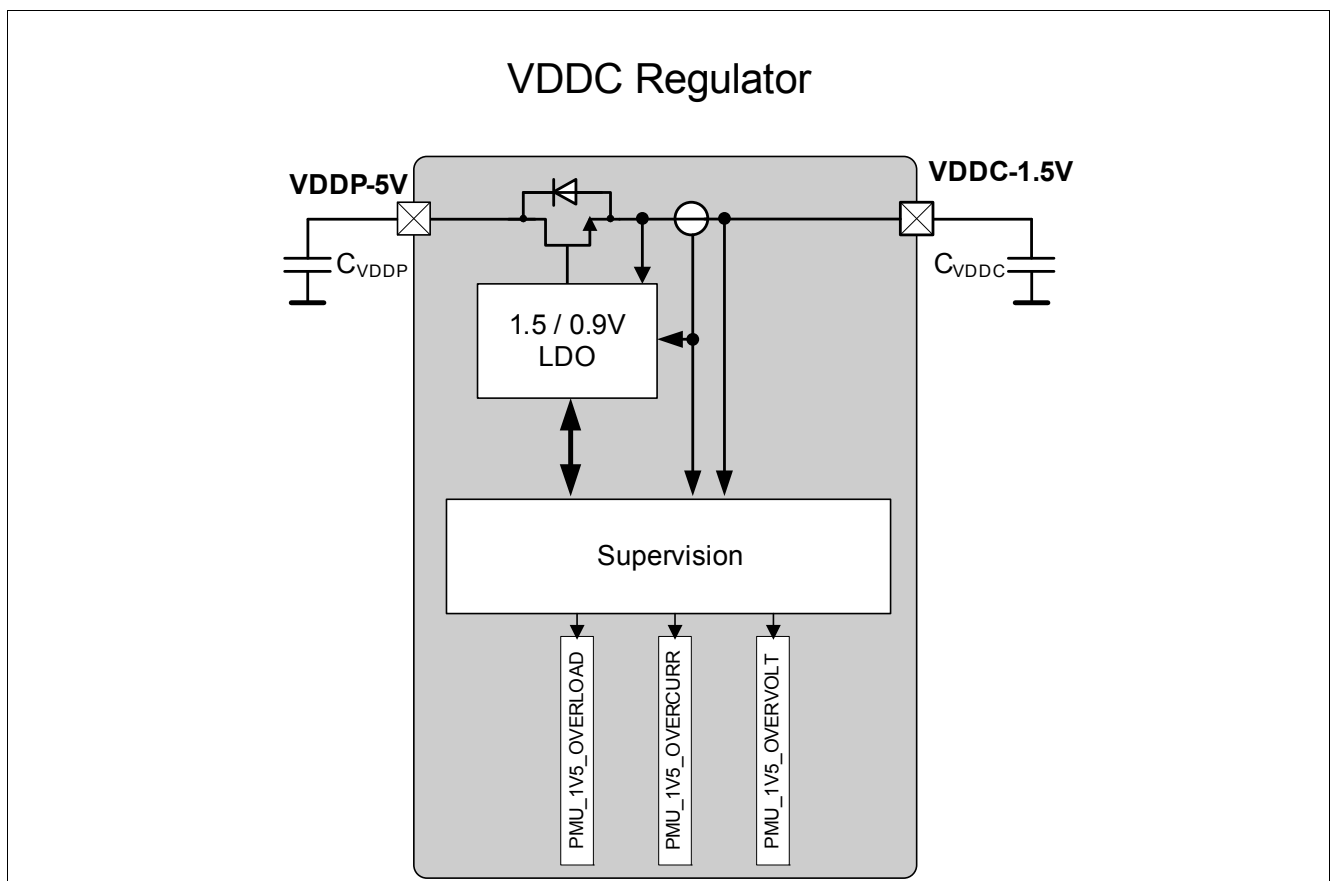 VDDC Regulator
VDDP-5V
VDDC-1.5V
CVDDP
CVDDC
1.5 / 0.9V
LDO
Supervision
PMU_1V5_OVERLOAD
PMU_1V5_OVERCURR
PMU_1V5_OVERVOLT